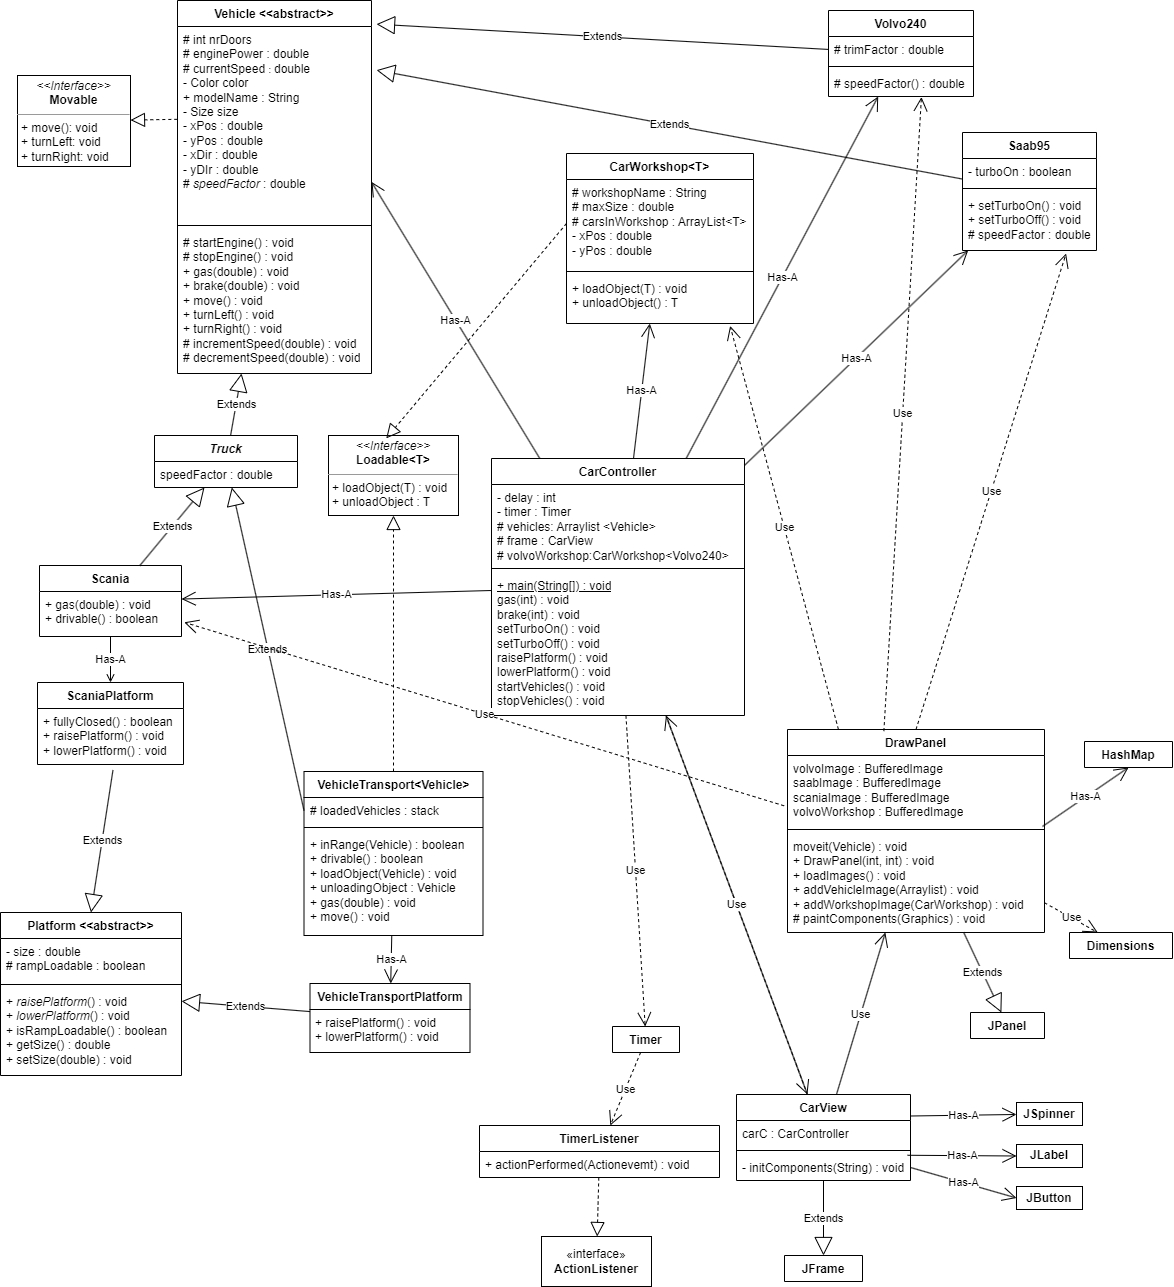 Vehicle <<abstract>>
# int nrDoors
# enginePower : double
# currentSpeed : double
- Color color
+ modelName : String
- Size size
- xPos : double
- yPos : double
- xDir : double
- yDIr : double
# speedFactor : double
# startEngine() : void
# stopEngine() : void
+ gas(double) : void
+ brake(double) : void
+ move() : void
+ turnLeft() : void
+ turnRight() : void
# incrementSpeed(double) : void
# decrementSpeed(double) : void
Extends
Volvo240
# trimFactor : double
# speedFactor() : double
<<Interface>>
Movable
+ move(): void
+ turnLeft: void
+ turnRight: void
Extends
Saab95
- turboOn : boolean
+ setTurboOn() : void
+ setTurboOff() : void
# speedFactor : double
CarWorkshop<T>
# workshopName : String
# maxSize : double
# carsInWorkshop : ArrayList<T>
- xPos : double
- yPos : double
+ loadObject(T) : void
+ unloadObject() : T
Has-A
Has-A
Has-A
Has-A
Extends
Use
Truck
speedFactor : double
<<Interface>>
Loadable<T>
+ loadObject(T) : void
+ unloadObject : T
CarController
- delay : int
- timer : Timer
# vehicles: Arraylist <Vehicle>
# frame : CarView
# volvoWorkshop:CarWorkshop<Volvo240>
+ main(String[]) : void
gas(int) : void
brake(int) : void
setTurboOn() : void
setTurboOff() : void
raisePlatform() : void
lowerPlatform() : void
startVehicles() : void
stopVehicles() : void
Use
Use
Extends
Scania
+ gas(double) : void
+ drivable() : boolean
Has-A
Extends
Has-A
ScaniaPlatform
+ fullyClosed() : boolean
+ raisePlatform() : void
+ lowerPlatform() : void
Use
DrawPanel
volvoImage : BufferedImage
saabImage : BufferedImage
scaniaImage : BufferedImage
volvoWorkshop : BufferedImage
moveit(Vehicle) : void
+ DrawPanel(int, int) : void
+ loadImages() : void
+ addVehicleImage(Arraylist) : void
+ addWorkshopImage(CarWorkshop) : void
# paintComponents(Graphics) : void
HashMap
Has-A
VehicleTransport<Vehicle>
# loadedVehicles : stack
+ inRange(Vehicle) : boolean
+ drivable() : boolean
+ loadObject(Vehicle) : void
+ unloadingObject : Vehicle
+ gas(double) : void
+ move() : void
Extends
Use
Use
Use
Dimensions
Platform <<abstract>>
- size : double
# rampLoadable : boolean
+ raisePlatform() : void
+ lowerPlatform() : void
+ isRampLoadable() : boolean
+ getSize() : double
+ setSize(double) : void
Has-A
Extends
VehicleTransportPlatform
+ raisePlatform() : void
+ lowerPlatform() : void
Extends
JPanel
Use
Timer
Use
TimerListener
+ actionPerformed(Actionevemt) : void
CarView
carC : CarController
- initComponents(String) : void
Has-A
JSpinner
Has-A
JLabel
Has-A
JButton
Extends
JFrame
«interface»
ActionListener